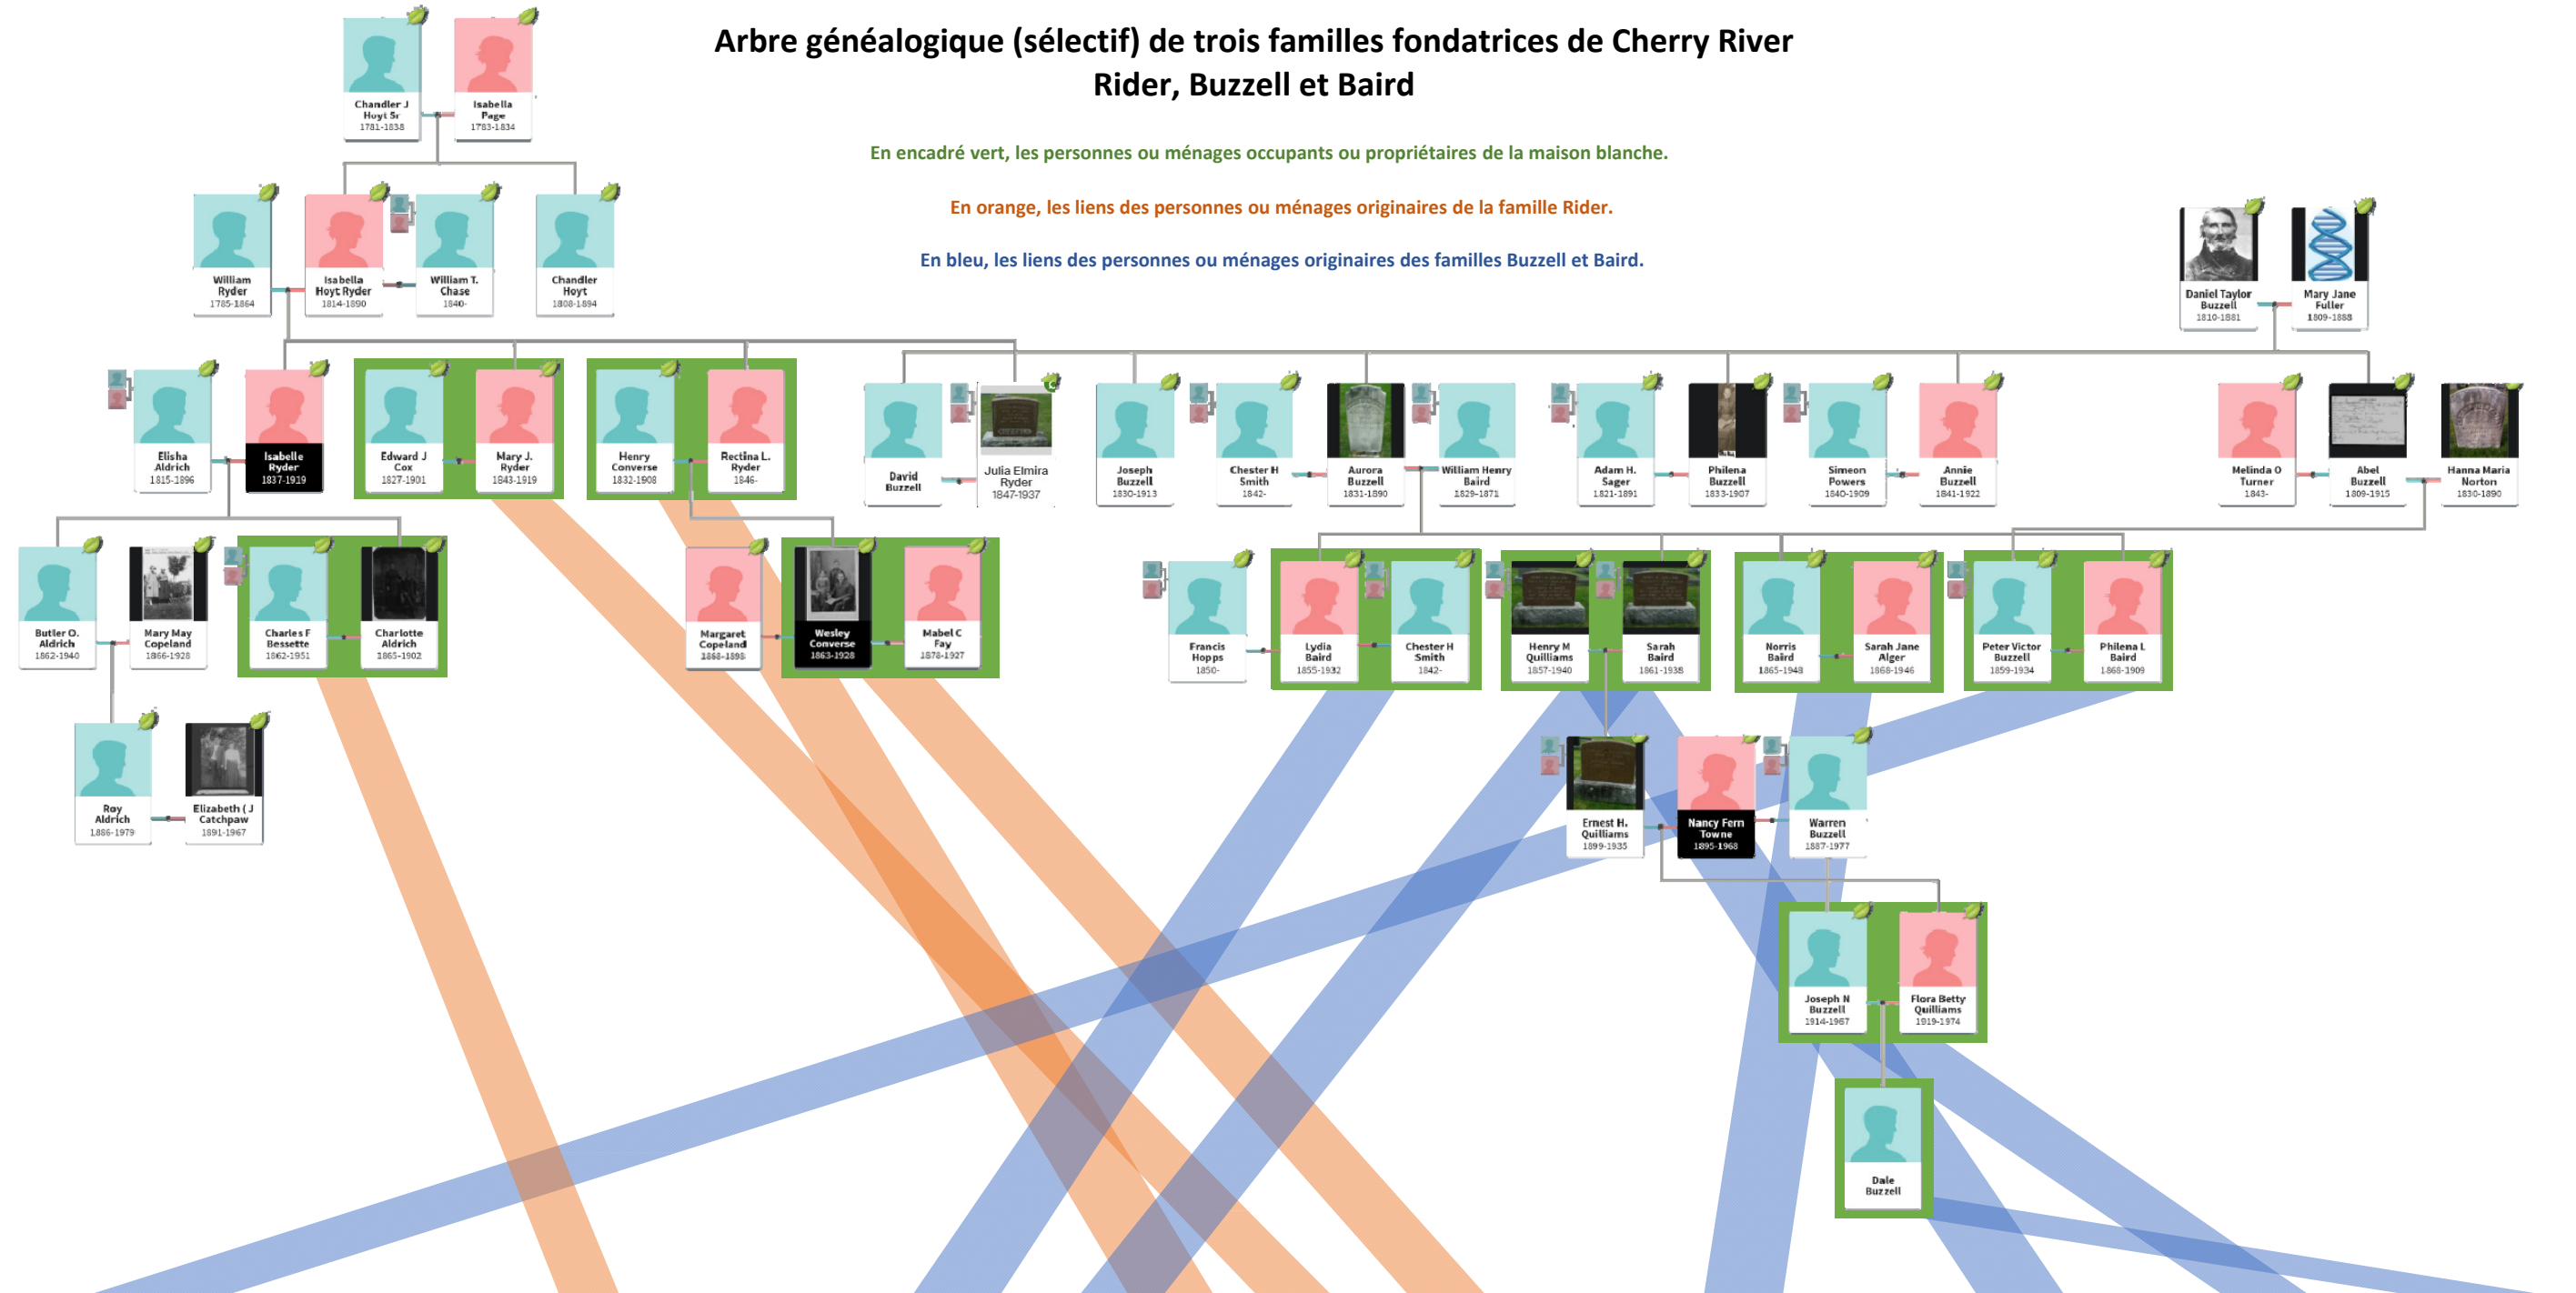 Arbre généalogique (sélectif) de trois familles fondatrices de Cherry River
Rider, Buzzell et Baird
En encadré vert, les personnes ou ménages occupants ou propriétaires de la maison blanche.
En orange, les liens des personnes ou ménages originaires de la famille Rider.
En bleu, les liens des personnes ou ménages originaires des familles Buzzell et Baird.
Chandler J
Hoyt Sr
1781-1838
Isabella
Page
1783-1834
William
Ryder
1785-1864
Isabella
Hoyt Ryder
1814-1890
William T.
Chase
1840-
Chandler
Hoyt
1808-1894
Daniel Taylor
Buzzell
1810-1881
Mary Jane
Fuller
1809-1888
Elisha
Aldrich
1815-1896
Isabelle
Ryder
1837-1919
Edward J
Cox
1827-1901
Mary J.
Ryder
1843-1919
Henry
Converse
1832-1908
Rectina L.
Ryder
1846-
David
Buzzell
Julia Elmira
Ryder
1847-1937
Joseph
Buzzell
1830-1913
Chester H
Smith
1842-
Aurora
Buzzell
1831-1890
William Henry
Baird
1829-1871
Adam H.
Sager
1821-1891
Philena
Buzzell
1833-1907
Simeon
Powers
1840-1909
Annie
Buzzell
1841-1922
Melinda O
Turner
1843-
Abel
Buzzell
1809-1915
Hanna Maria
Norton
1830-1890
Butler O.
Aldrich
1862-1940
Mary May
Copeland
1866-1928
Charles F
Bessette
1862-1951
Charlotte
Aldrich
1865-1902
Margaret
Copeland
1868-1898
Wesley
Converse
1863-1928
Mabel C
Fay
1878-1927
Francis
Hopps
1850-
Lydia
Baird
1855-1932
Chester H
Smith
1842-
Henry M
Quilliams
1857-1940
Sarah
Baird
1861-1938
Norris
Baird
1865-1948
Sarah Jane
Alger
1868-1946
Peter Victor
Buzzell
1859-1934
Philena L
Baird
1868-1909
Roy
Aldrich
1886-1979
Elizabeth ( J
Catchpaw
1891-1967
Ernest H.
Quilliams
1899-1935
Nancy Fern
Towne
1895-1968
Warren
Buzzell
1887-1977
Joseph N
Buzzell
1914-1967
Flora Betty
Quilliams
1919-1974
Dale
Buzzell